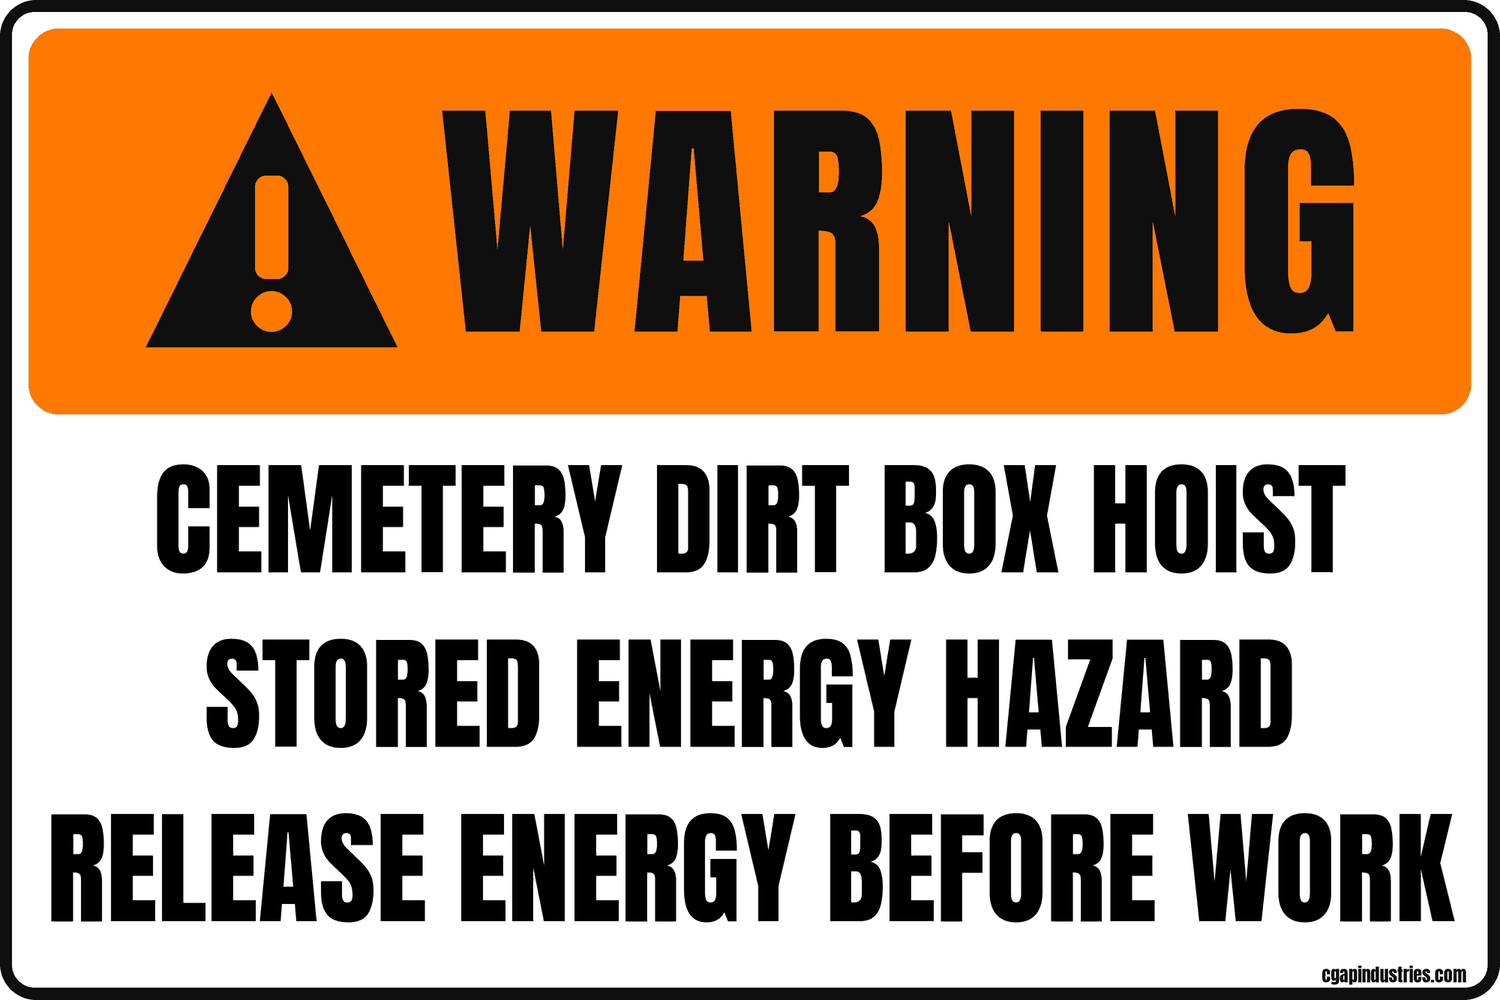 WARNING
CEMETERY DIRT BOX HOIST
STORED ENERGY HAZARD
RELEASE ENERGY BEFORE WORK
cgapindustries.com